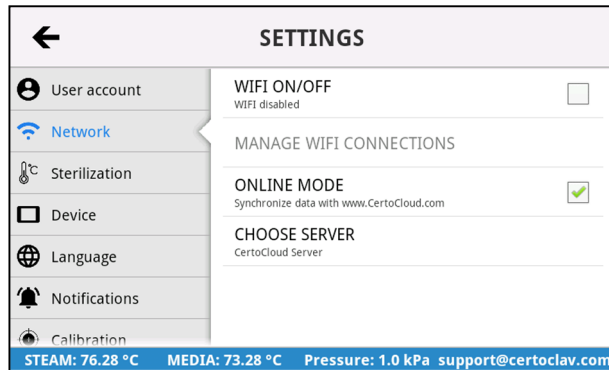 SETTINGS
User account
Network
°C
Sterilization
Device
Language
Notifications
Calibration
WIFI ON/OFF
WIFI disabled
MANAGE WIFI CONNECTIONS
ONLINE MODE
Synchronize data with www.CertoCloud.com
CHOOSE SERVER
CertoCloud Server
STEAM: 76.28 °C MEDIA: 73.28 °C Pressure: 1.0 kPa support@certoclav.com